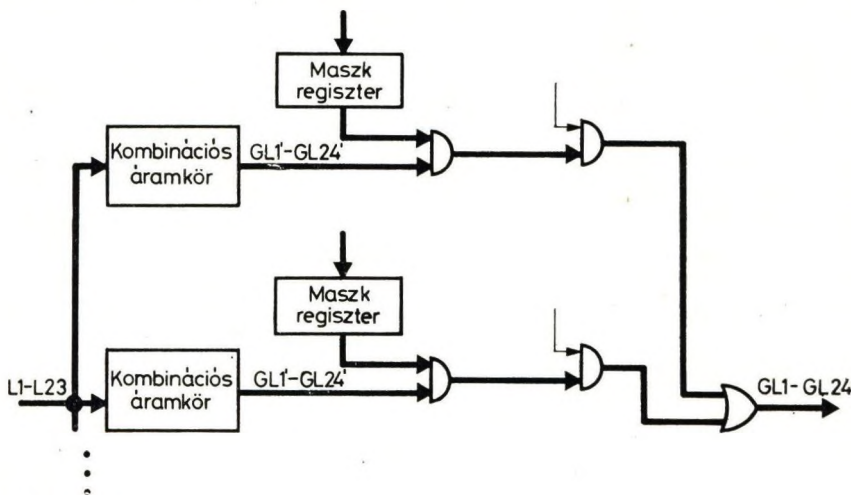 Maszk
regiszter
Kombinációs
áramkör
GL1'-GL24'
Maszk
regiszter
L1-L23
Kombinációs
áramkör
GL1'-GL24'
GL1-GL24